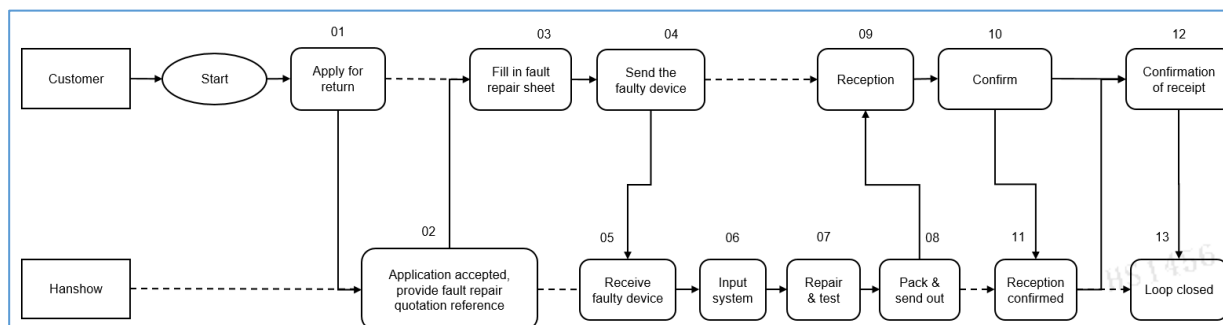 01
03
04
09
10
12
Customer
Start
Apply for
return
Fill in fault
repair sheet
Send the
faulty device
Reception
Confirm
Confirmation
of receipt
02
05
06
07
08
11
13
Hanshow
Application accepted,
provide fault repair
quotation reference
Receive
faulty device
Input
system
Repair
& test
Pack &
send out
Reception
confirmed
Loop closed
HS1456